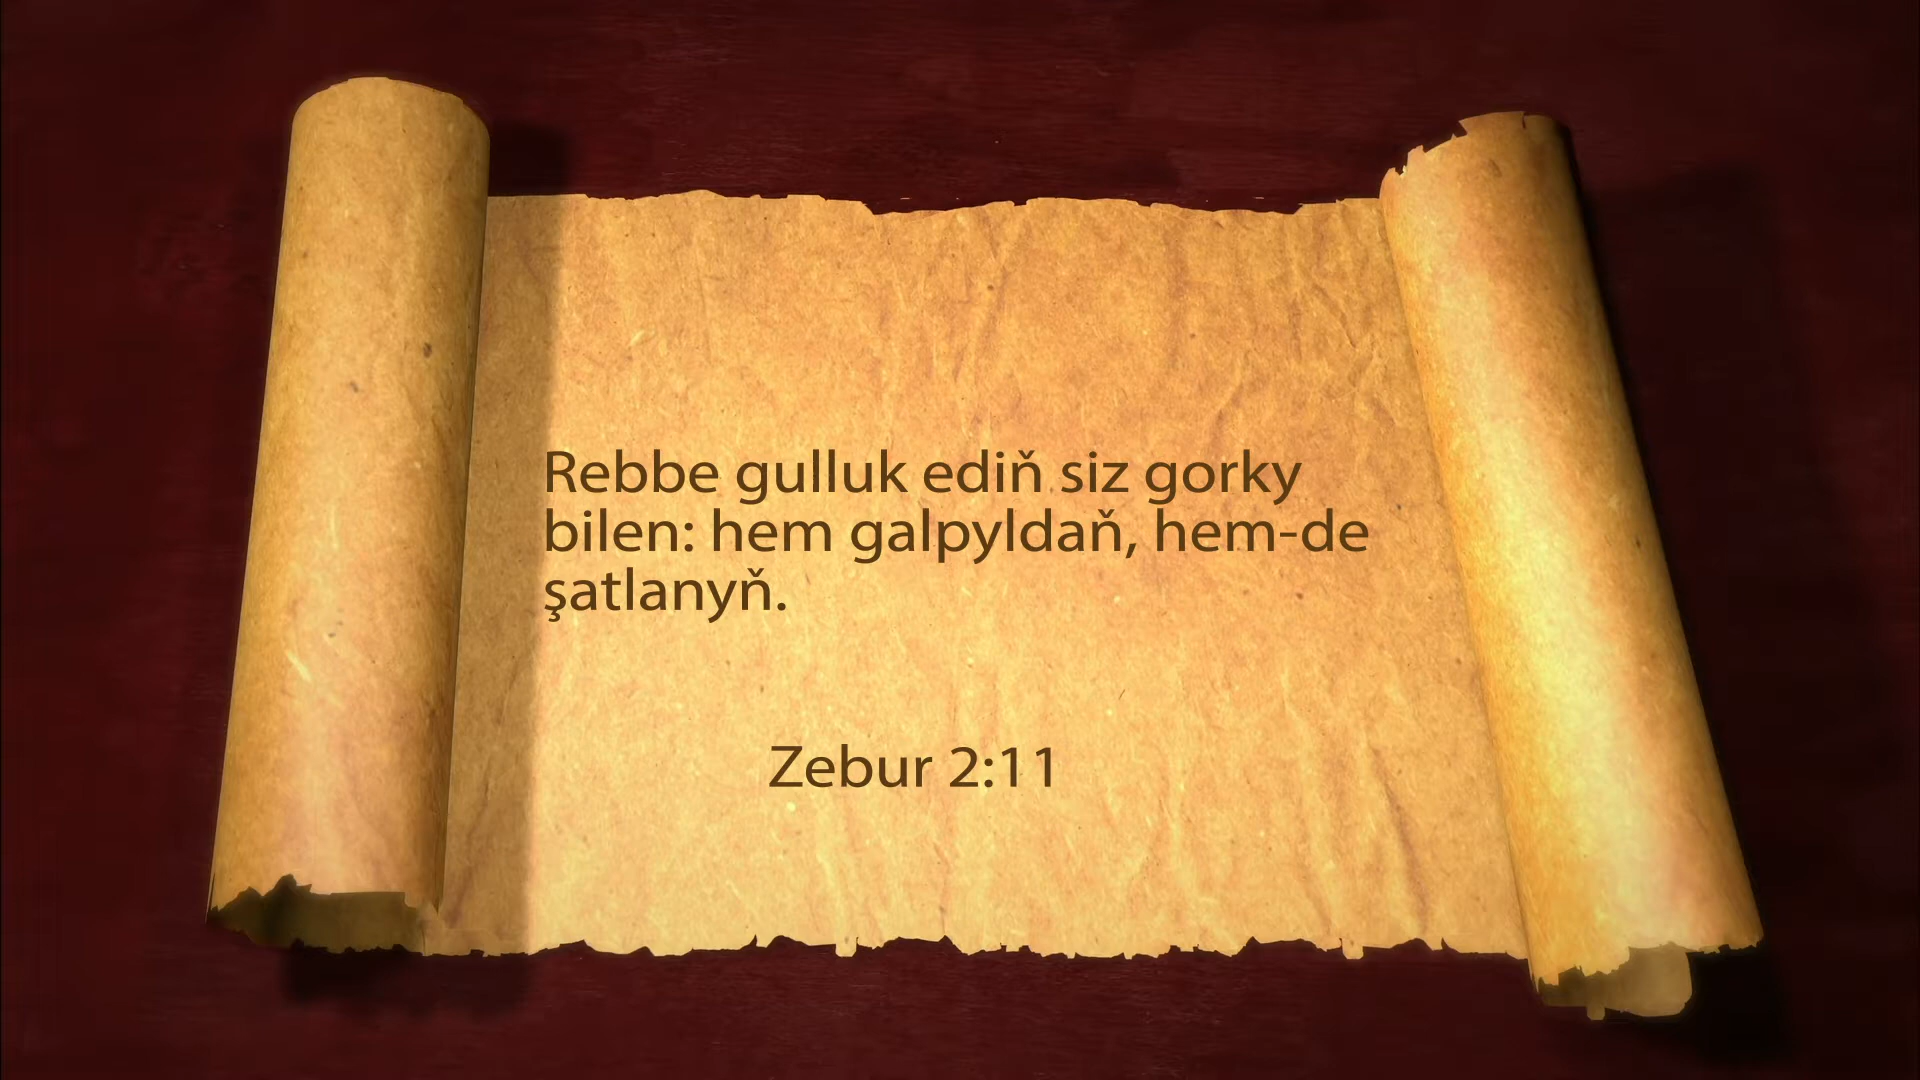 Rebbe gulluk ediň siz gorky
bilen: hem galpyldaň, hem-de
şatlanyň.
Zebur 2:11